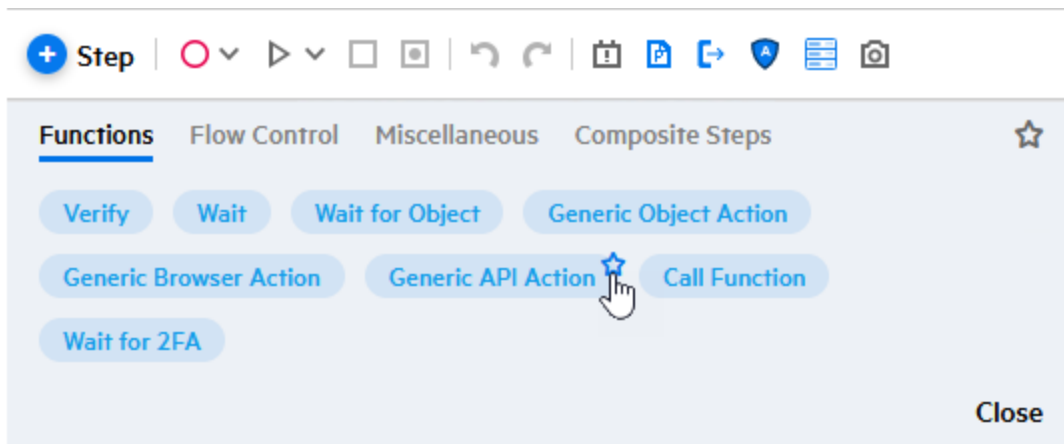 Step
Functions Flow Control Miscellaneous Composite Steps
Verify Wait Wait for Object Generic Object Action
Generic Browser Action Generic API Action Call Function
Wait for 2FA
Close